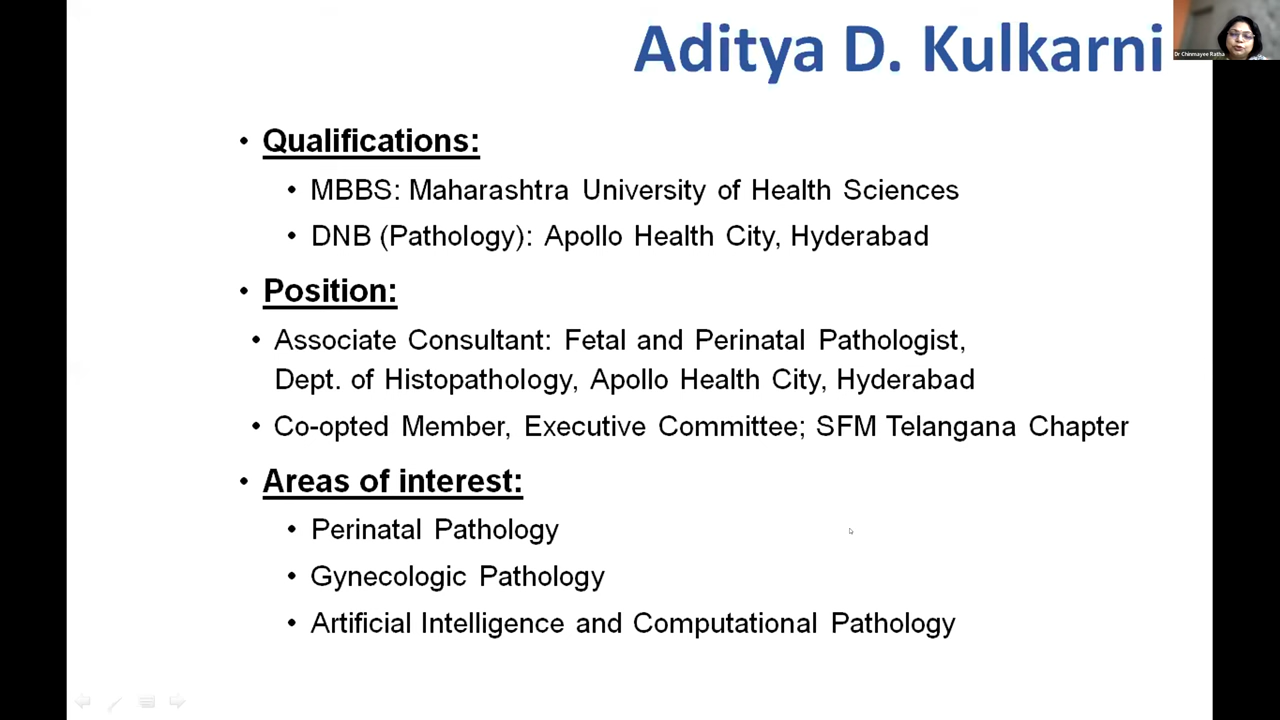 Aditya D. Kulkarni
Dr Chinmayee Ratha
• Qualifications:
• MBBS: Maharashtra University of Health Sciences
• DNB (Pathology): Apollo Health City, Hyderabad
• Position:
• Associate Consultant: Fetal and Perinatal Pathologist,
Dept. of Histopathology, Apollo Health City, Hyderabad
• Co-opted Member, Executive Committee; SFM Telangana Chapter
• Areas of interest:
• Perinatal Pathology
• Gynecologic Pathology
• Artificial Intelligence and Computational Pathology